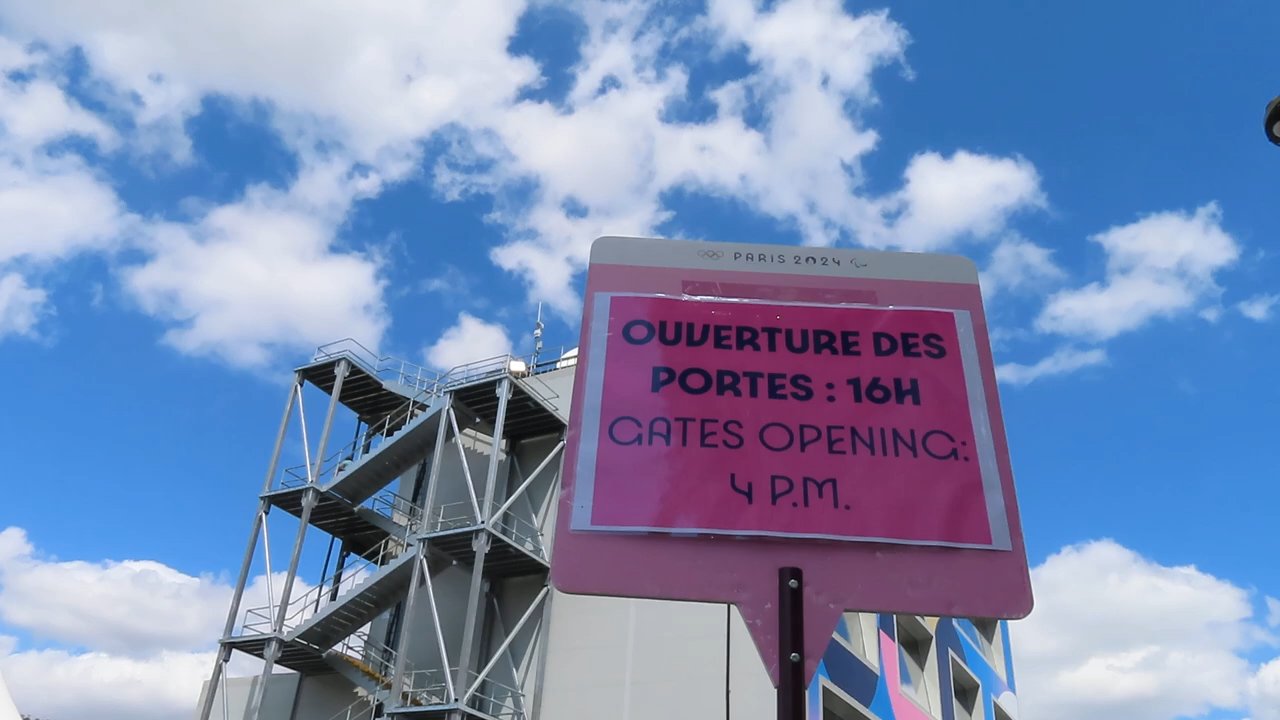 PARIS 2024
OUVERTURE DES
PORTES : 16H
GATES OPENING:
4 P.M.